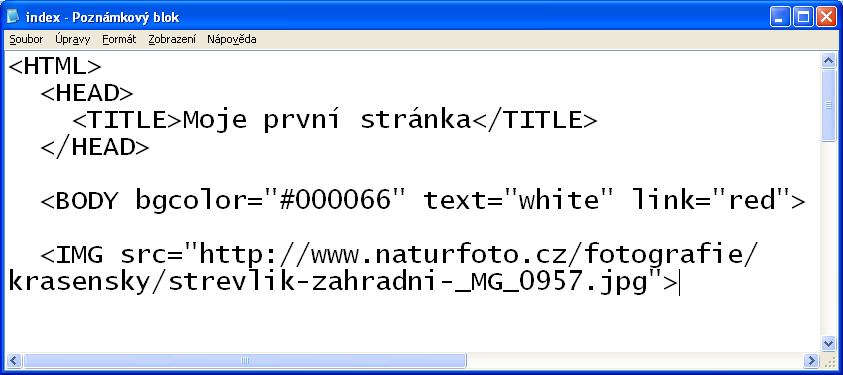 index - Poznámkový blok
Soubor Úpravy Formát Zobrazení Nápověda
<HTML>
<HEAD>
<TITLE>Moje první stránka</TITLE>
</HEAD>
<BODY bgcolor="#000066" text="white" link="red">
<IMG src="http://www.naturfoto.cz/fotografie/
krasensky/strevlik-zahradni-_MG_0957.jpg">